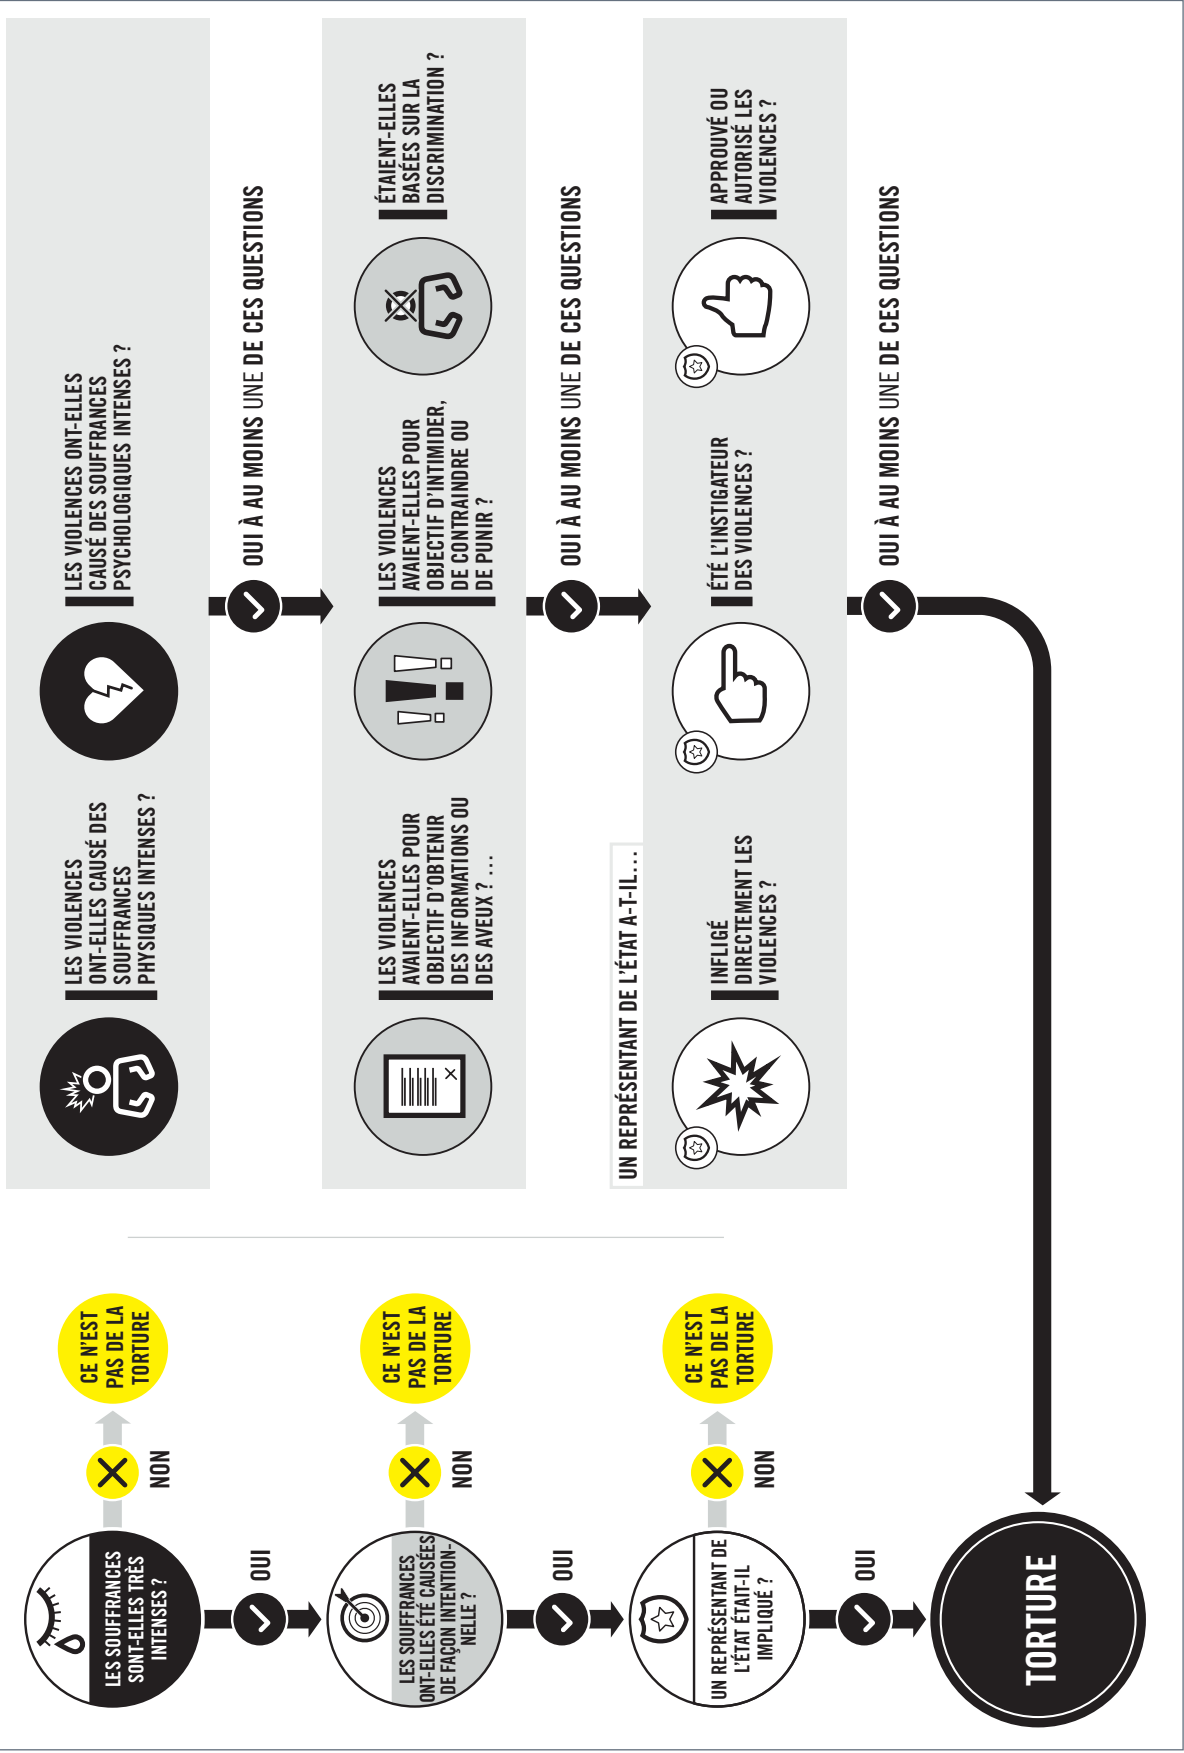 LES SOUFFRANCES
SONT-ELLES TRÈS
INTENSES ?
NON
CE N'EST
PAS DE LA
TORTURE
OUI
LES SOUFFRANCES
ONT-ELLES ÉTÉ CAUSÉES
DE FAÇON INTENTION-
NELLE ?
NON
CE N'EST
PAS DE LA
TORTURE
OUI
UN REPRÉSENTANT DE
L'ÉTAT ÉTAIT-IL
IMPLIQUÉ ?
NON
CE N'EST
PAS DE LA
TORTURE
OUI
TORTURE
LES VIOLENCES
ONT-ELLES CAUSÉ DES
SOUFFRANCES
PHYSIQUES INTENSES ?
LES VIOLENCES ONT-ELLES
CAUSÉ DES SOUFFRANCES
PSYCHOLOGIQUES INTENSES ?
OUI À AU MOINS UNE DE CES QUESTIONS
LES VIOLENCES
AVAIENT-ELLES POUR
OBJECTIF D'OBTENIR
DES INFORMATIONS OU
DES AVEUX ? ...
LES VIOLENCES
AVAIENT-ELLES POUR
OBJECTIF D'INTIMIDER,
DE CONTRAINDRE OU
DE PUNIR ?
ÉTAIENT-ELLES
BASÉES SUR LA
DISCRIMINATION ?
OUI À AU MOINS UNE DE CES QUESTIONS
UN REPRÉSENTANT DE L'ÉTAT A-T-IL...
INFLIGÉ
DIRECTEMENT LES
VIOLENCES ?
ÉTÉ L'INSTIGATEUR
DES VIOLENCES ?
APPROUVÉ OU
AUTORISÉ LES
VIOLENCES ?
OUI À AU MOINS UNE DE CES QUESTIONS